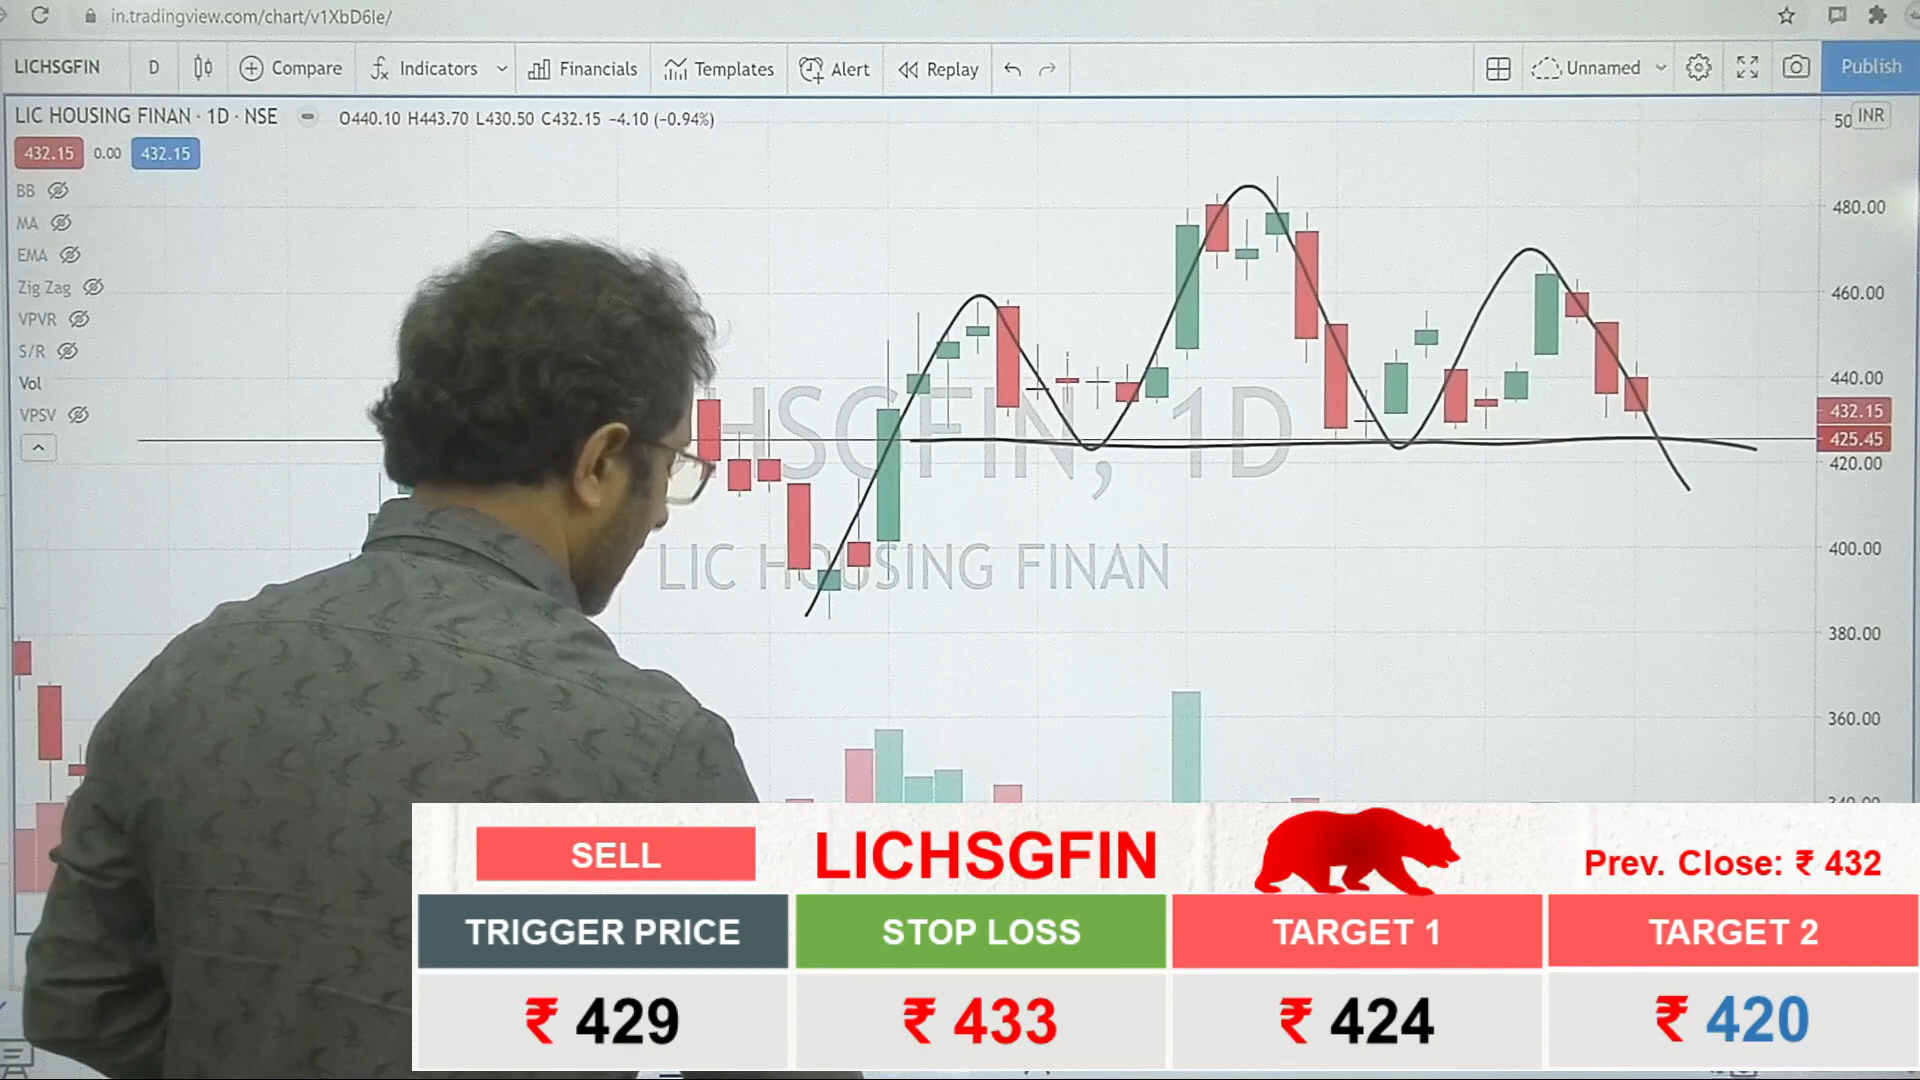 in.tradingview.com/chart/v1XbD6Ie/
LICHSGFIN D Compare Indicators Financials Templates Alert Replay Unnamed Publish
LIC HOUSING FINAN · 1D · NSE O440.10 H443.70 L430.50 C432.15 −4.10 (−0.94%)
INR
432.15 0.00 432.15
BB
MA
EMA
Zig Zag
VPVR
S/R
Vol
VPSV
480.00
460.00
440.00
432.15
425.45
420.00
400.00
380.00
360.00
HSGFIN, 1D
LIC HOUSING FINAN
SELL LICHSGFIN Prev. Close: ₹ 432
TRIGGER PRICE STOP LOSS TARGET 1 TARGET 2
₹ 429 ₹ 433 ₹ 424 ₹ 420